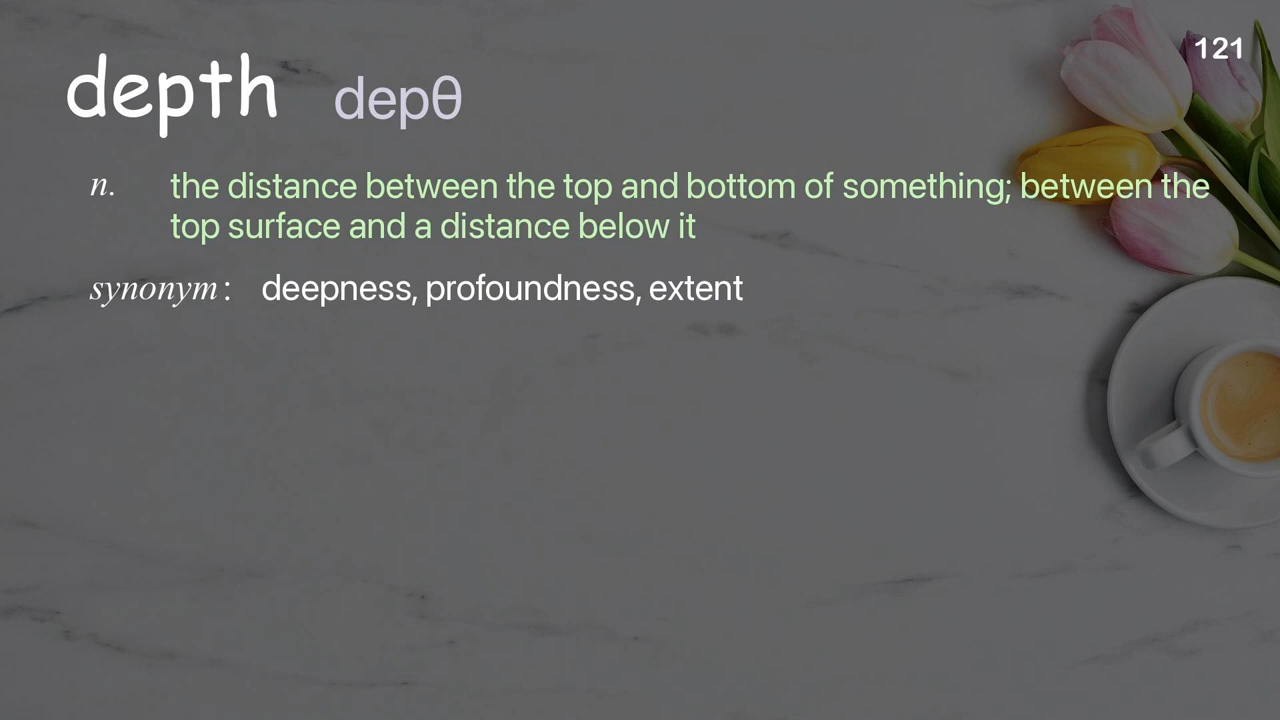 121
depth depθ
n. the distance between the top and bottom of something; between the
top surface and a distance below it
synonym: deepness, profoundness, extent